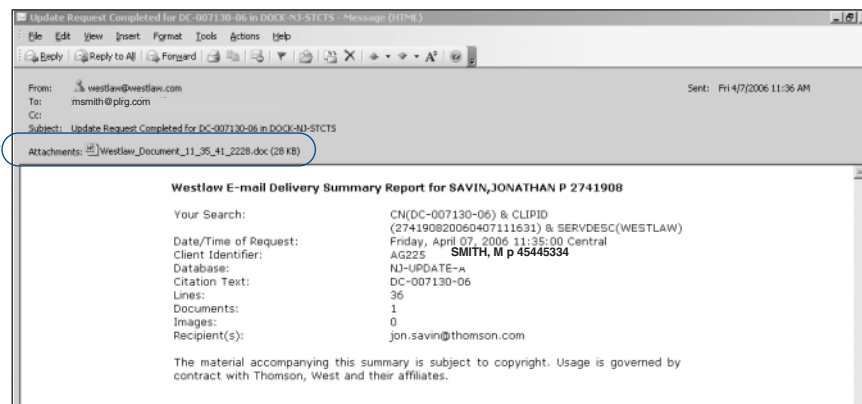 Update Request Completed for DC-007130-06 in DOCK-NJ-STCTS - Message (HTML)
File Edit View Insert Format Tools Actions Help
Reply Reply to All Forward
From: westlaw@westlaw.com Sent: Fri 4/7/2006 11:36 AM
To: msmith@plrg.com
Cc:
Subject: Update Request Completed for DC-007130-06 in DOCK-NJ-STCTS
Attachments: Westlaw_Document_11_35_41_2228.doc (28 KB)
Westlaw E-mail Delivery Summary Report for SAVIN,JONATHAN P 2741908
Your Search: CN(DC-007130-06) & CLIPID
(274190820060407111631) & SERVDESC(WESTLAW)
Date/Time of Request: Friday, April 07, 2006 11:35:00 Central
Client Identifier: AG225 SMITH, M p 45445334
Database: NJ-UPDATE-A
Citation Text: DC-007130-06
Lines: 36
Documents: 1
Images: 0
Recipient(s): jon.savin@thomson.com
The material accompanying this summary is subject to copyright. Usage is governed by
contract with Thomson, West and their affiliates.